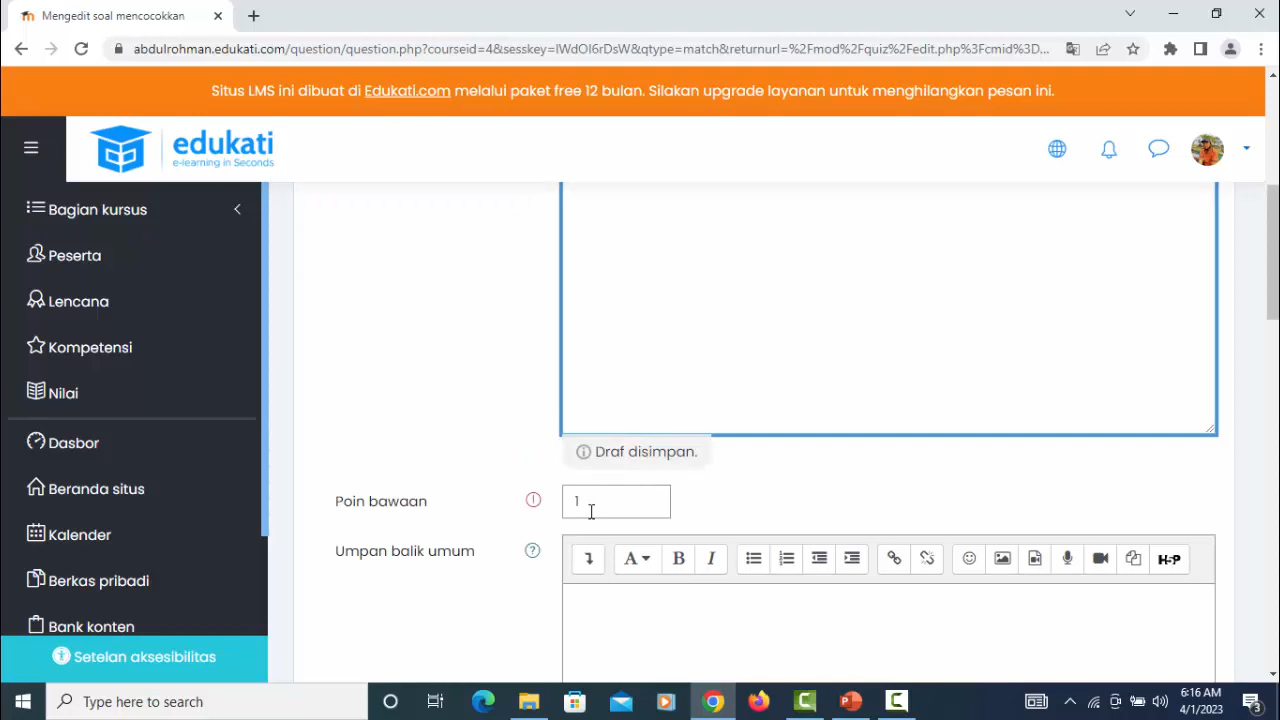 Mengedit soal mencocokkan
abdulrohman.edukati.com/question/question.php?courseid=4&sesskey=IWdOI6rDsW&qtype=match&returnurl=%2Fmod%2Fquiz%2Fedit.php%3Fcmid%3D...
Situs LMS ini dibuat di Edukati.com melalui paket free 12 bulan. Silakan upgrade layanan untuk menghilangkan pesan ini.
edukati
e-learning in Seconds
Bagian kursus
Peserta
Lencana
Kompetensi
Nilai
Dasbor
Beranda situs
Kalender
Berkas pribadi
Bank konten
Setelan aksesibilitas
Draf disimpan.
Poin bawaan
1
Umpan balik umum
A B I H-P
Type here to search
6:16 AM
4/1/2023
3